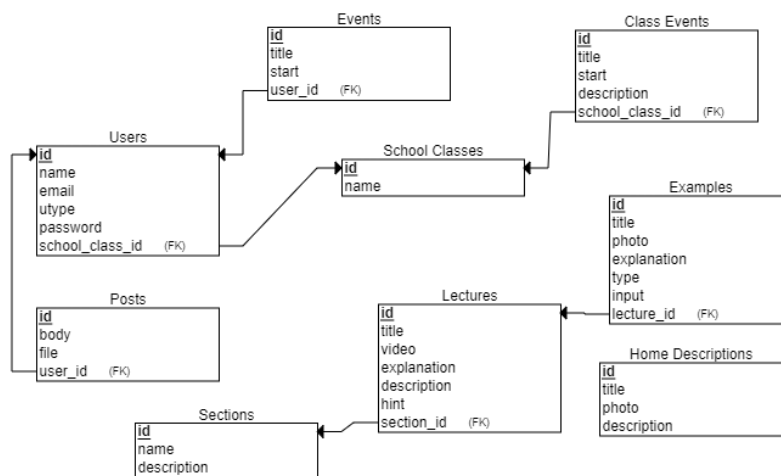 Events
id
title
start
user_id (FK)
Class Events
id
title
start
description
school_class_id (FK)
Users
id
name
email
utype
password
school_class_id (FK)
School Classes
id
name
Examples
id
title
photo
explanation
type
input
lecture_id (FK)
Posts
id
body
file
user_id (FK)
Lectures
id
title
video
explanation
description
hint
section_id (FK)
Home Descriptions
id
title
photo
description
Sections
id
name
description